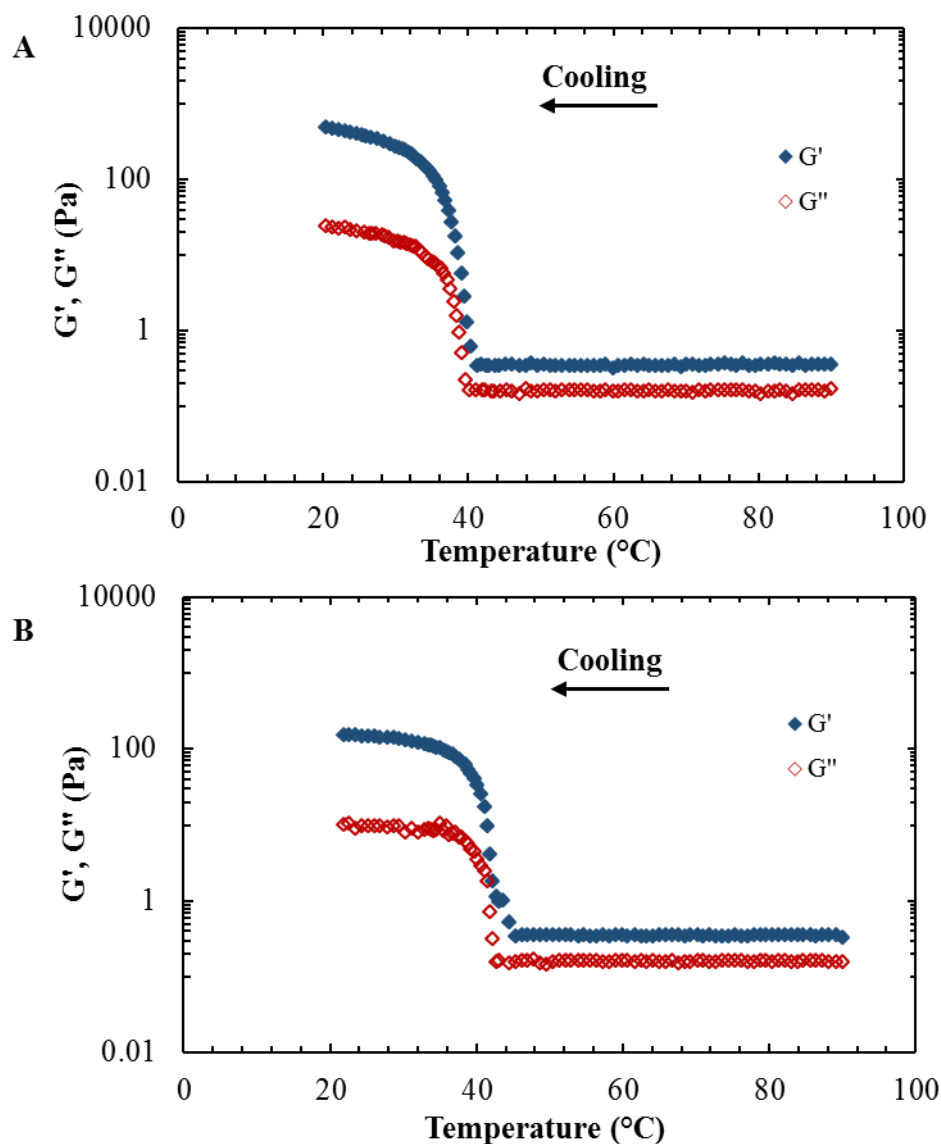 A
10000
100
1
0.01
G', G" (Pa)
Cooling
G'
G"
0 20 40 60 80 100
Temperature (°C)
B
10000
100
1
0.01
G', G" (Pa)
Cooling
G'
G"
0 20 40 60 80 100
Temperature (°C)